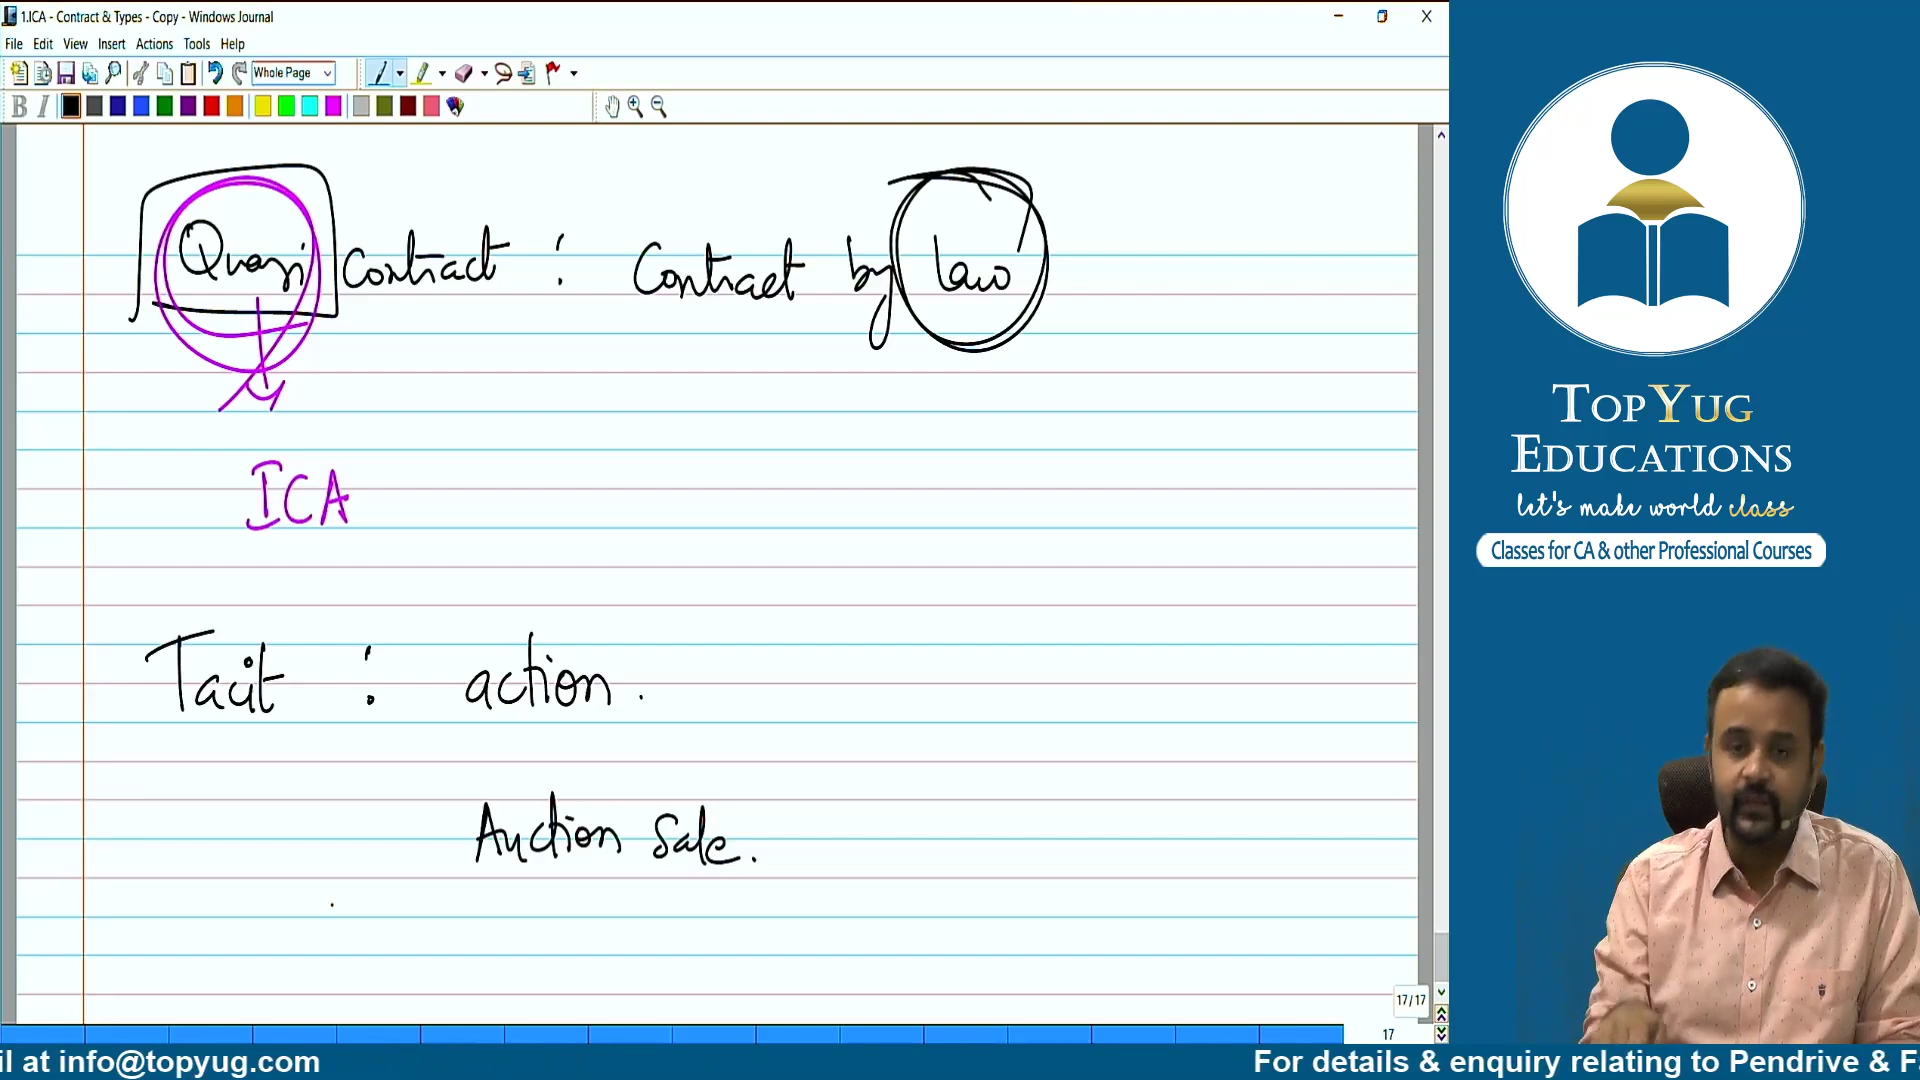 1.ICA - Contract & Types - Copy - Windows Journal
File Edit View Insert Actions Tools Help
Whole Page
B I
Quasi Contract : Contract by law
ICA
Tacit : action.
Auction Sale.
17/17
17
TOPYUG
EDUCATIONS
let's make world class
Classes for CA & other Professional Courses
il at info@topyug.com For details & enquiry relating to Pendrive & F